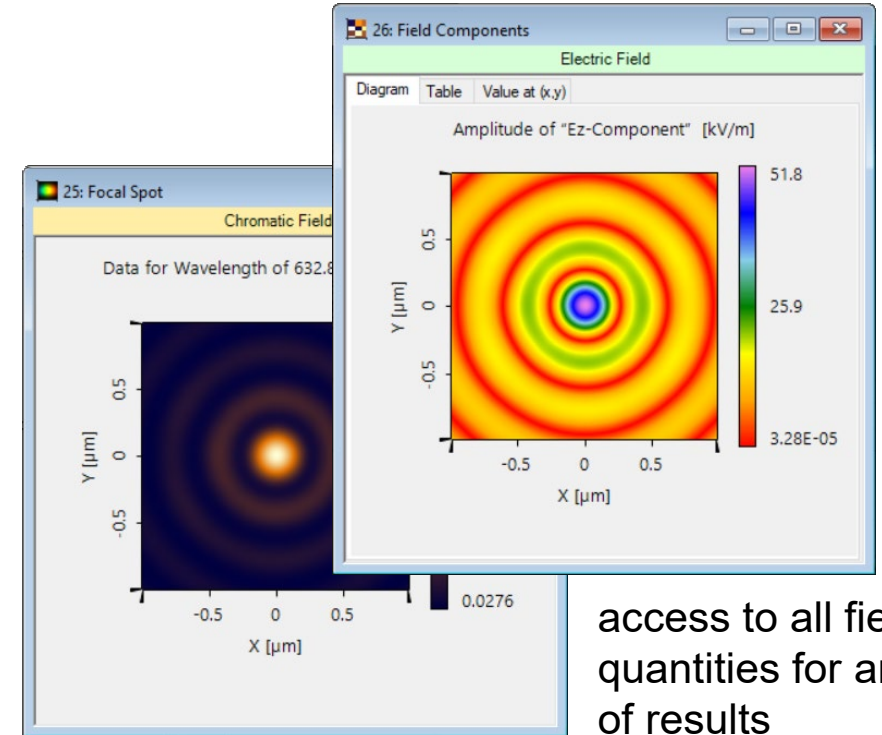 26: Field Components
Electric Field
Diagram Table Value at (x,y)
Amplitude of "Ez-Component" [kV/m]
51.8
25.9
3.28E-05
0.5
0
-0.5
Y [µm]
-0.5 0 0.5
X [µm]
25: Focal Spot
Chromatic Field
Data for Wavelength of 632.8
0.5
0
-0.5
Y [µm]
-0.5 0 0.5
X [µm]
0.0276
access to all fie
quantities for ar
of results